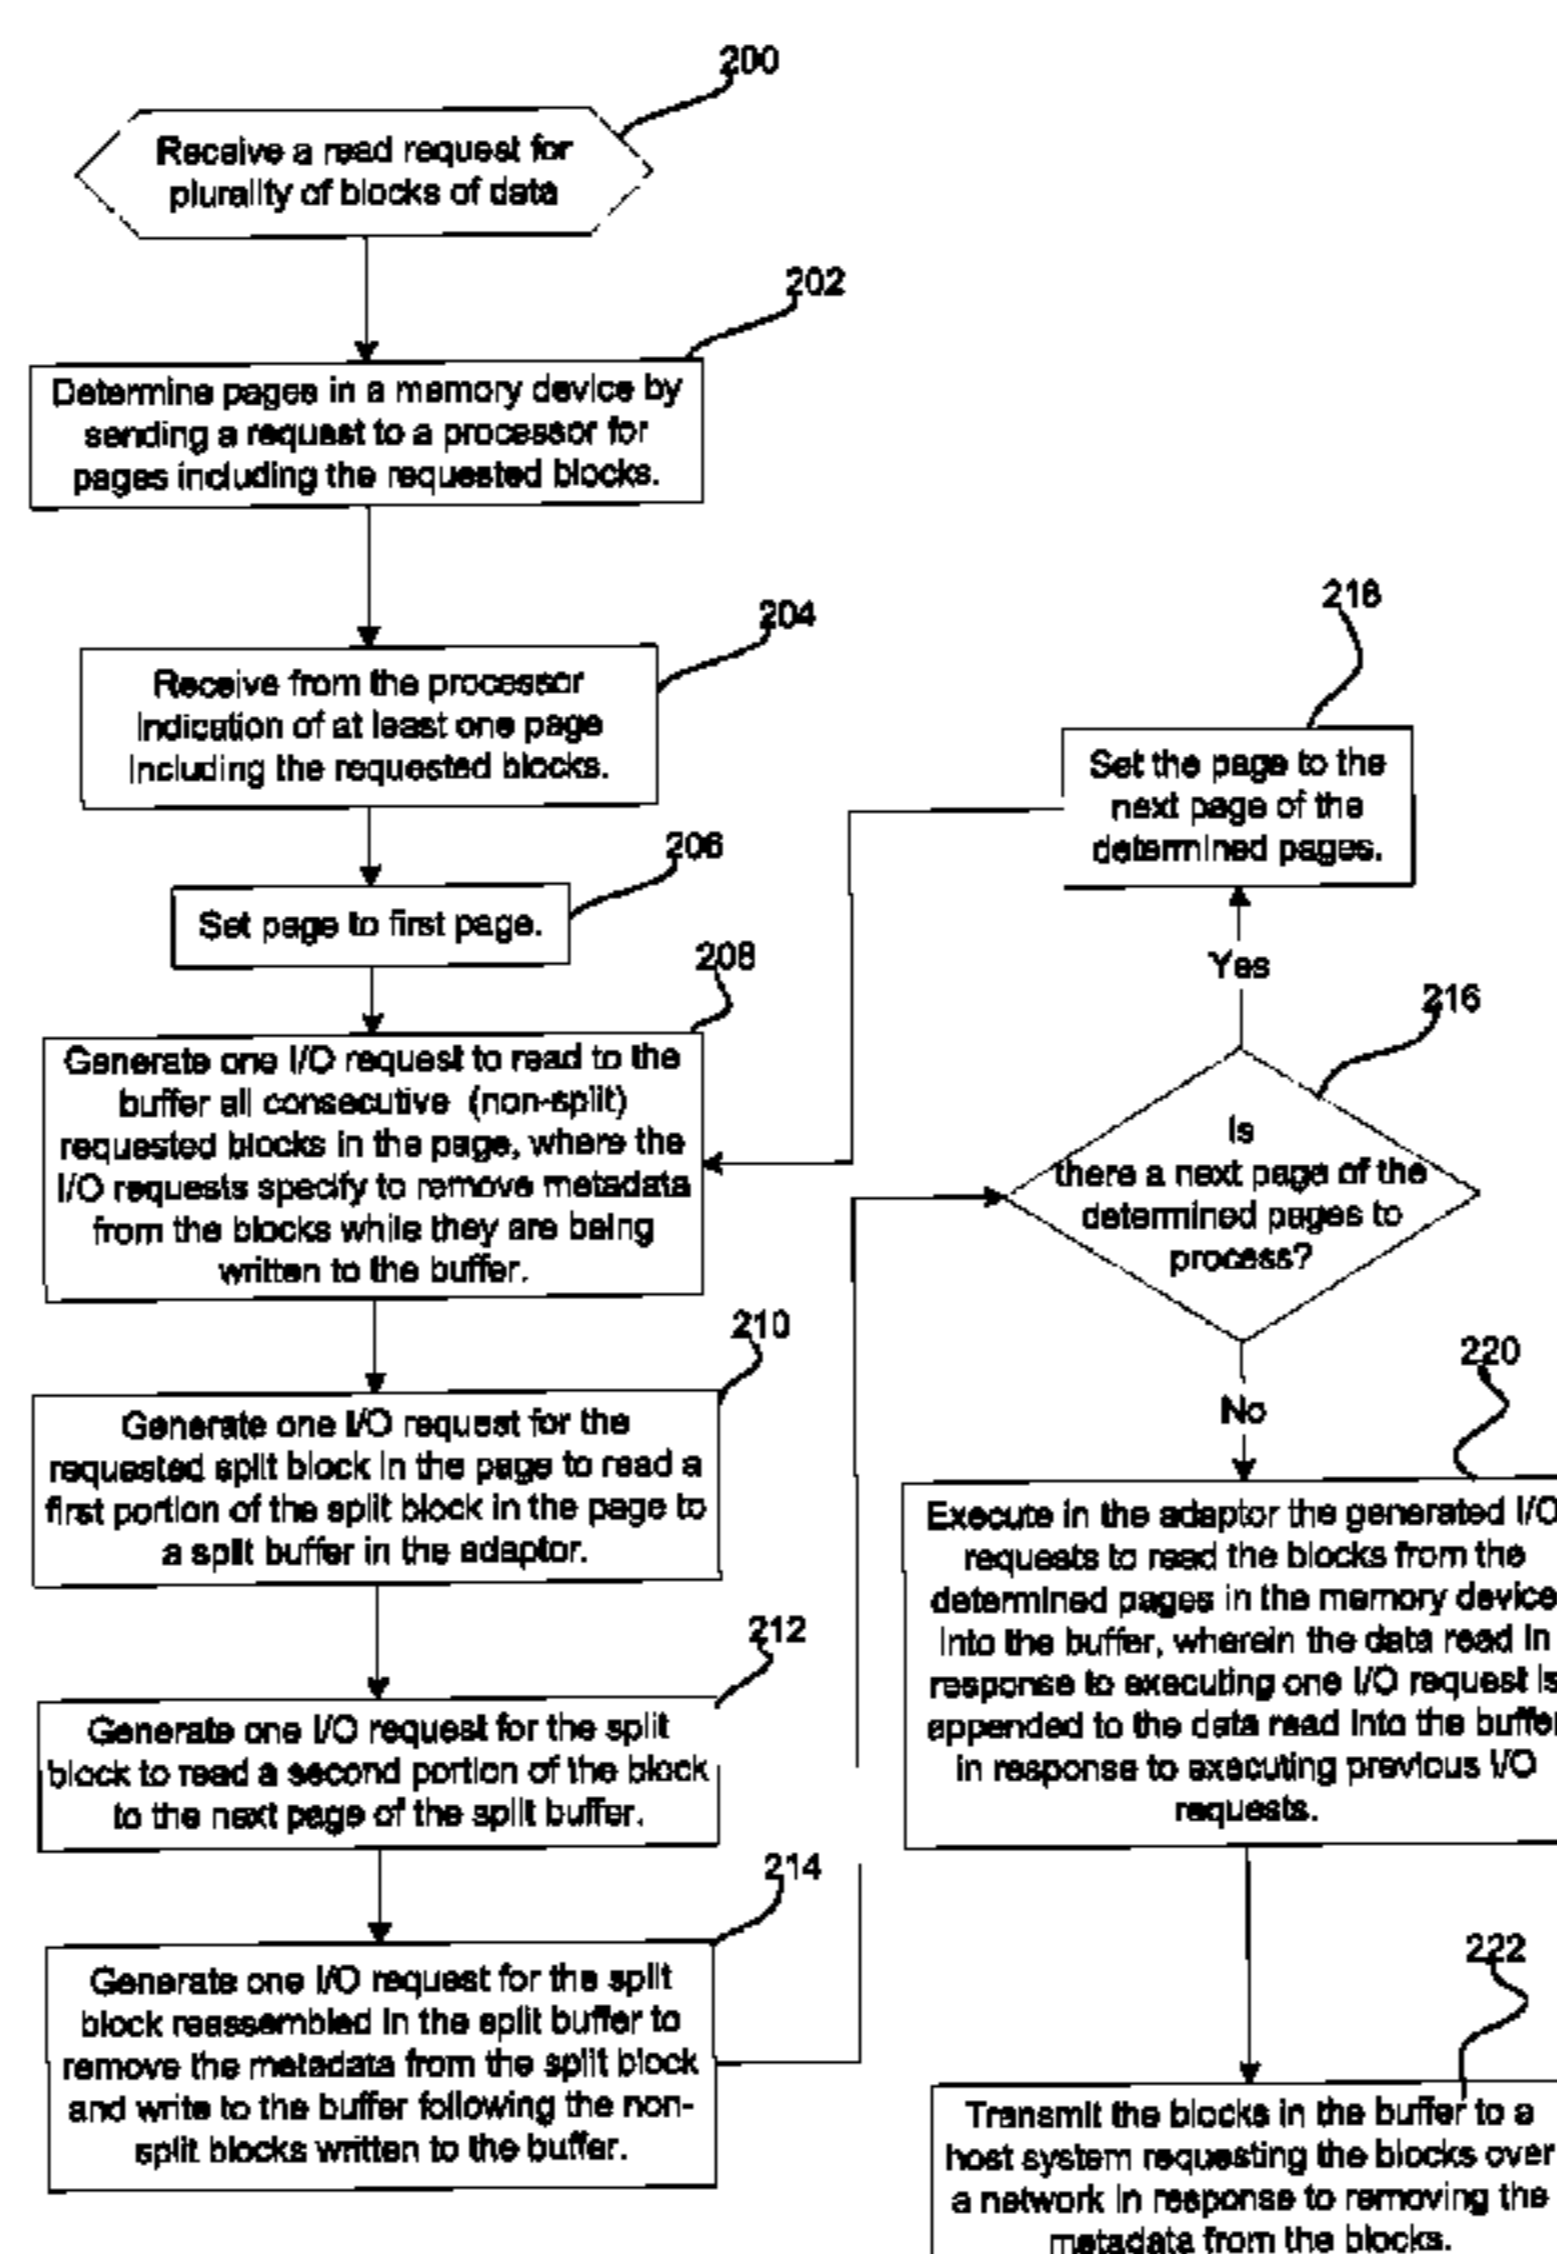 200
Receive a read request for
plurality of blocks of data
202
Determine pages in a memory device by
sending a request to a processor for
pages including the requested blocks.
204
Receive from the processor
indication of at least one page
including the requested blocks.
206
Set page to first page.
208
Generate one I/O request to read to the
buffer all consecutive (non-split)
requested blocks in the page, where the
I/O requests specify to remove metadata
from the blocks while they are being
written to the buffer.
210
Generate one I/O request for the
requested split block in the page to read a
first portion of the split block in the page to
a split buffer in the adaptor.
212
Generate one I/O request for the split
block to read a second portion of the block
to the next page of the split buffer.
214
Generate one I/O request for the split
block reassembled in the split buffer to
remove the metadata from the split block
and write to the buffer following the non-
split blocks written to the buffer.
218
Set the page to the
next page of the
determined pages.
Yes
216
Is
there a next page of the
determined pages to
process?
No
220
Execute in the adaptor the generated I/O
requests to read the blocks from the
determined pages in the memory device
into the buffer, wherein the data read in
response to executing one I/O request is
appended to the data read into the buffer
in response to executing previous I/O
requests.
222
Transmit the blocks in the buffer to a
host system requesting the blocks over
a network in response to removing the
metadata from the blocks.